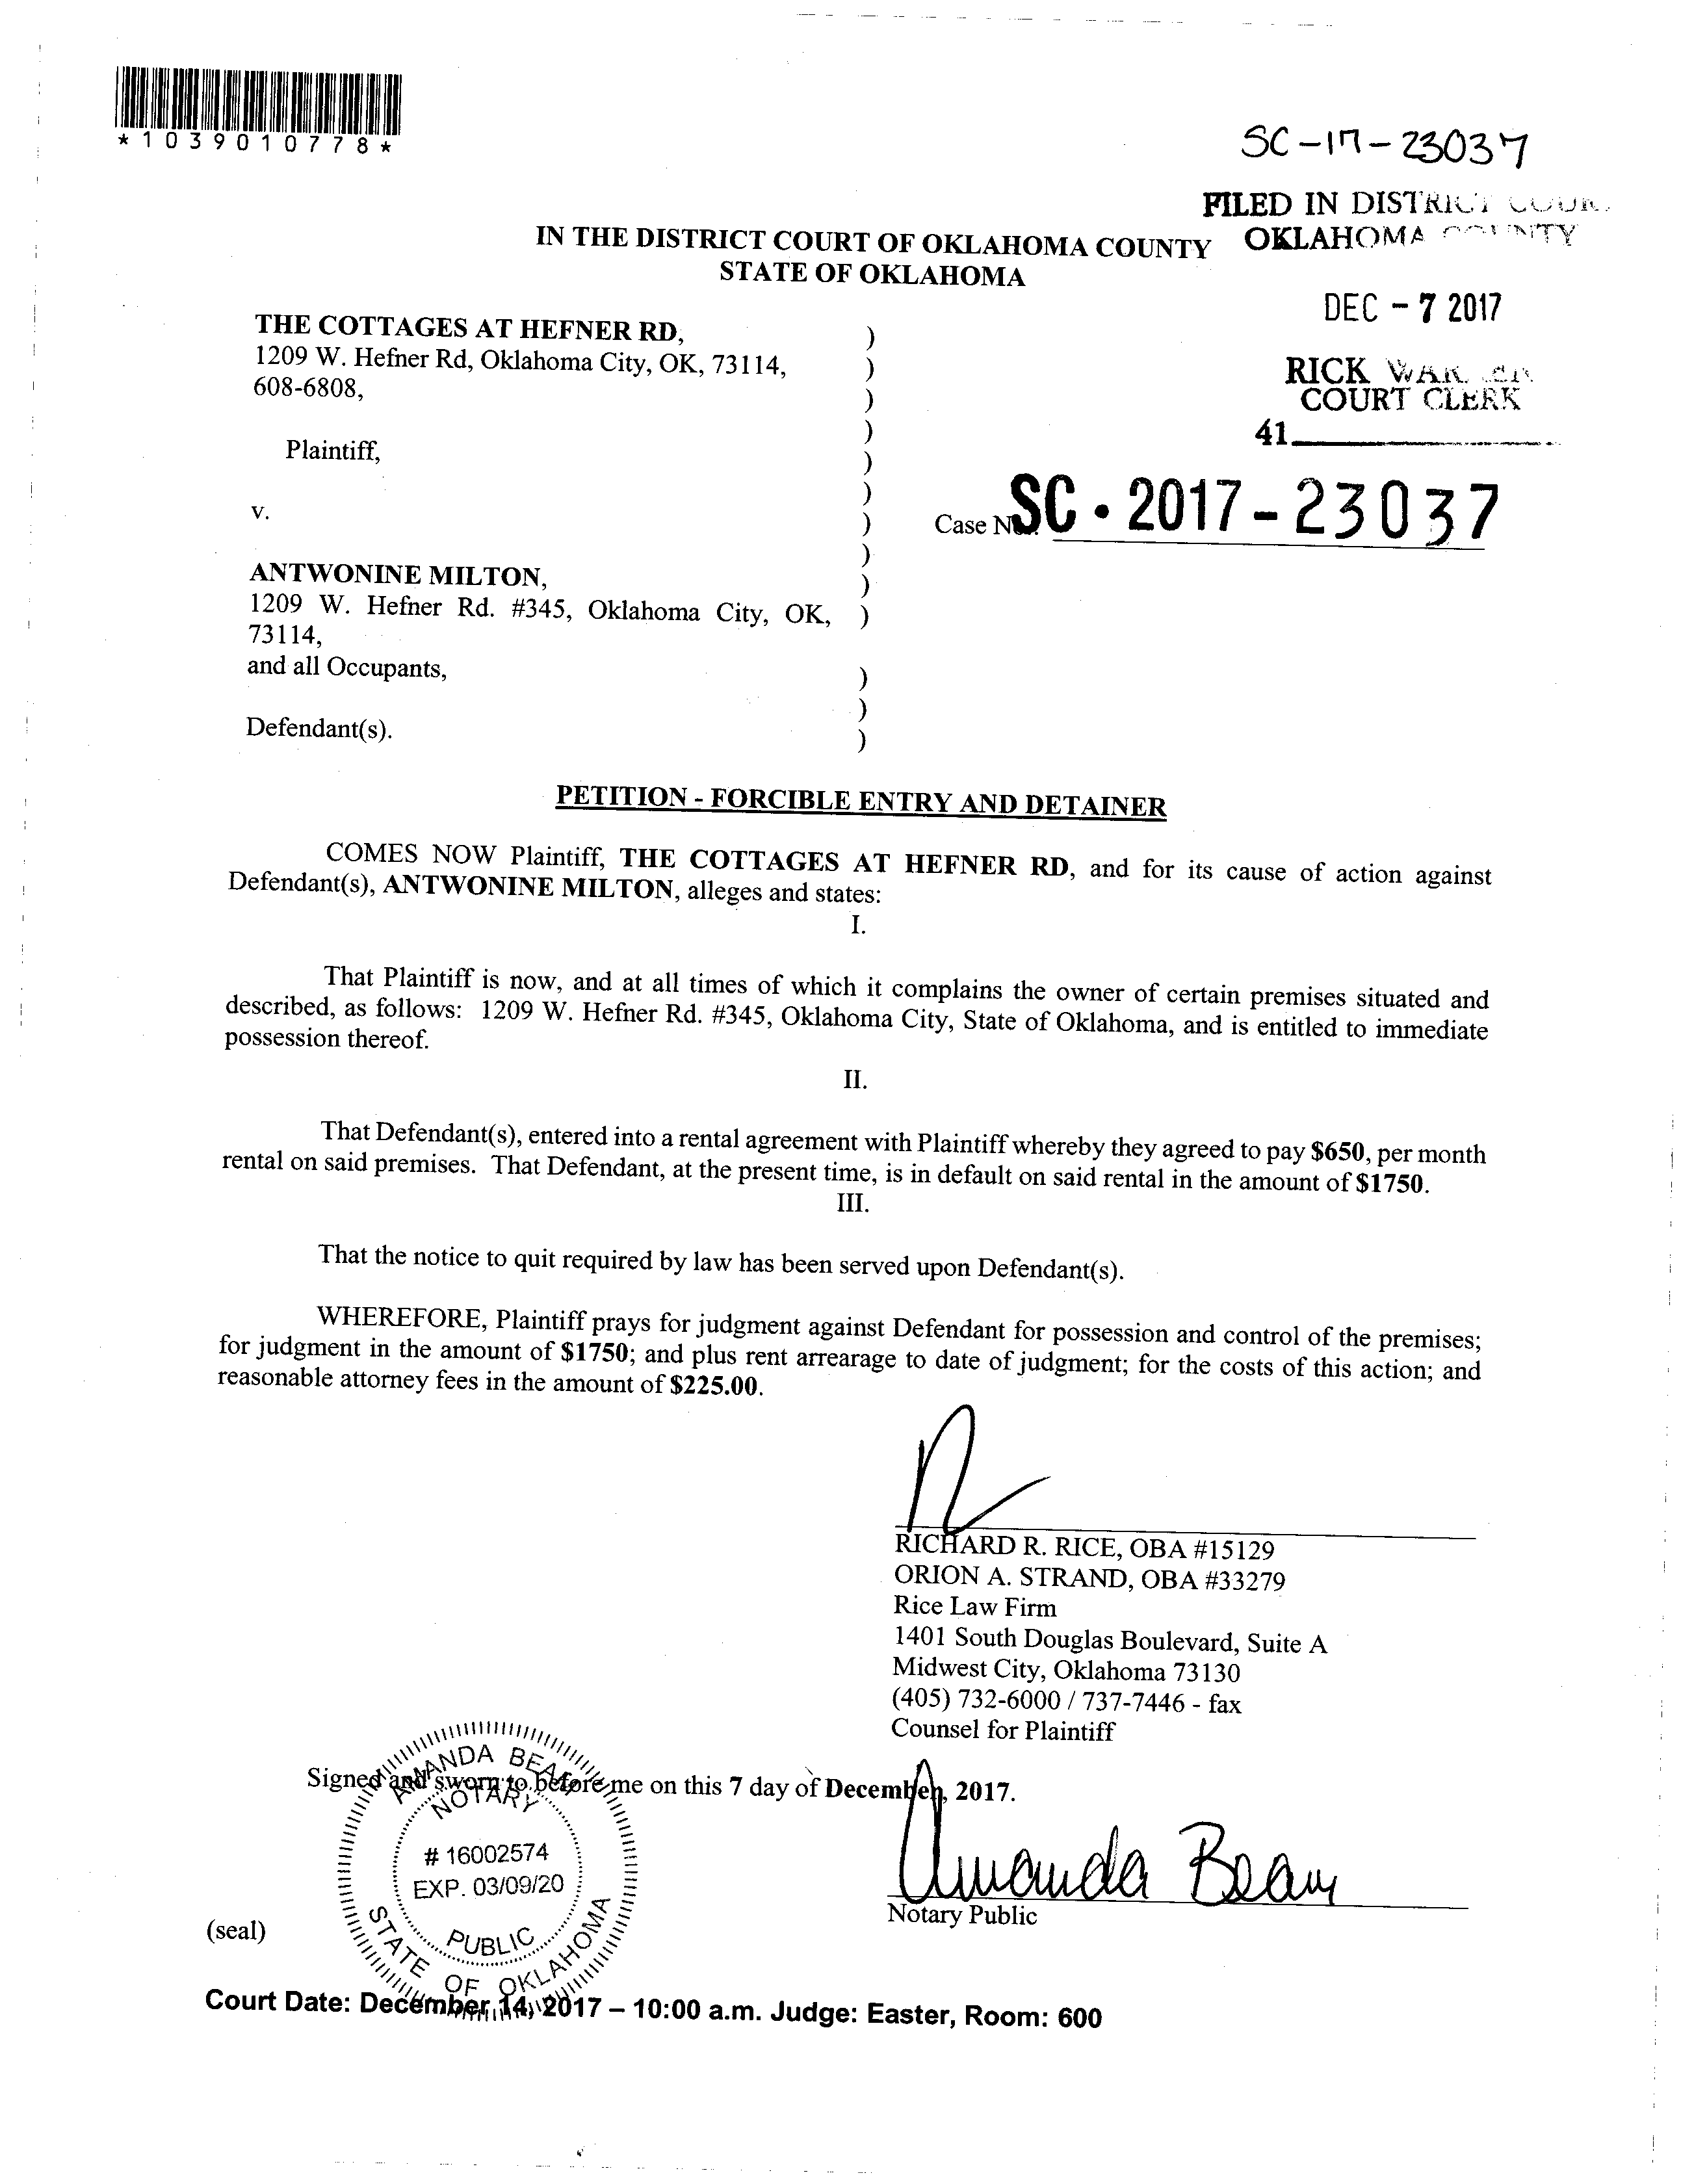 *1039010778*
SC-17-23037
FILED IN DISTRICT COURT
OKLAHOMA COUNTY
IN THE DISTRICT COURT OF OKLAHOMA COUNTY
STATE OF OKLAHOMA
DEC - 7 2017
RICK
COURT CLERK
41
THE COTTAGES AT HEFNER RD, )
1209 W. Hefner Rd, Oklahoma City, OK, 73114, )
608-6808, )
)
Plaintiff, )
)
v. )
Case No. SC • 2017 - 23037
)
ANTWONINE MILTON, )
1209 W. Hefner Rd. #345, Oklahoma City, OK, )
73114,
and all Occupants, )
)
Defendant(s). )
PETITION - FORCIBLE ENTRY AND DETAINER
COMES NOW Plaintiff, THE COTTAGES AT HEFNER RD, and for its cause of action against
Defendant(s), ANTWONINE MILTON, alleges and states:
I.
That Plaintiff is now, and at all times of which it complains the owner of certain premises situated and
described, as follows: 1209 W. Hefner Rd. #345, Oklahoma City, State of Oklahoma, and is entitled to immediate
possession thereof.
II.
That Defendant(s), entered into a rental agreement with Plaintiff whereby they agreed to pay $650, per month
rental on said premises. That Defendant, at the present time, is in default on said rental in the amount of $1750.
III.
That the notice to quit required by law has been served upon Defendant(s).
WHEREFORE, Plaintiff prays for judgment against Defendant for possession and control of the premises;
for judgment in the amount of $1750; and plus rent arrearage to date of judgment; for the costs of this action; and
reasonable attorney fees in the amount of $225.00.
RICHARD R. RICE, OBA #15129
ORION A. STRAND, OBA #33279
Rice Law Firm
1401 South Douglas Boulevard, Suite A
Midwest City, Oklahoma 73130
(405) 732-6000 / 737-7446 - fax
Counsel for Plaintiff
Signed and sworn to before me on this 7 day of December, 2017.
AMANDA BEAM
NOTARY
# 16002574
EXP. 03/09/20
PUBLIC
STATE OF OKLAHOMA
Amanda Beam
Notary Public
(seal)
Court Date: December 14, 2017 – 10:00 a.m. Judge: Easter, Room: 600